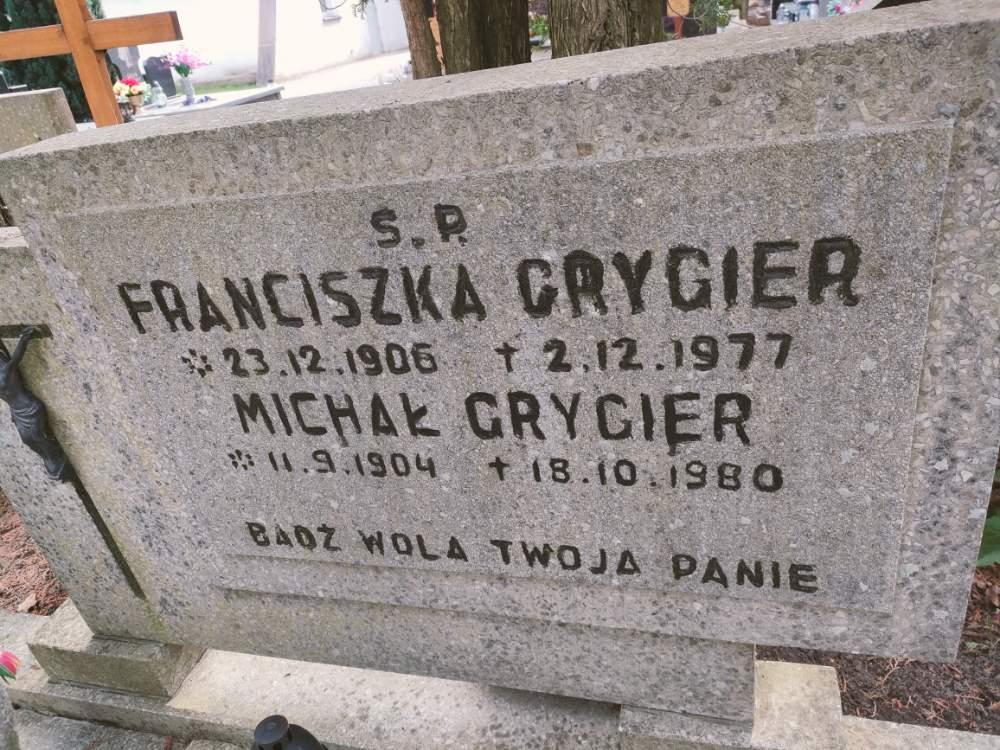 S.P.
FRANCISZKA GRYGIER
* 23.12.1906 † 2.12.1977
MICHAŁ GRYGIER
* 11.9.1904 † 18.10.1980
BĄDŹ WOLA TWOJA PANIE